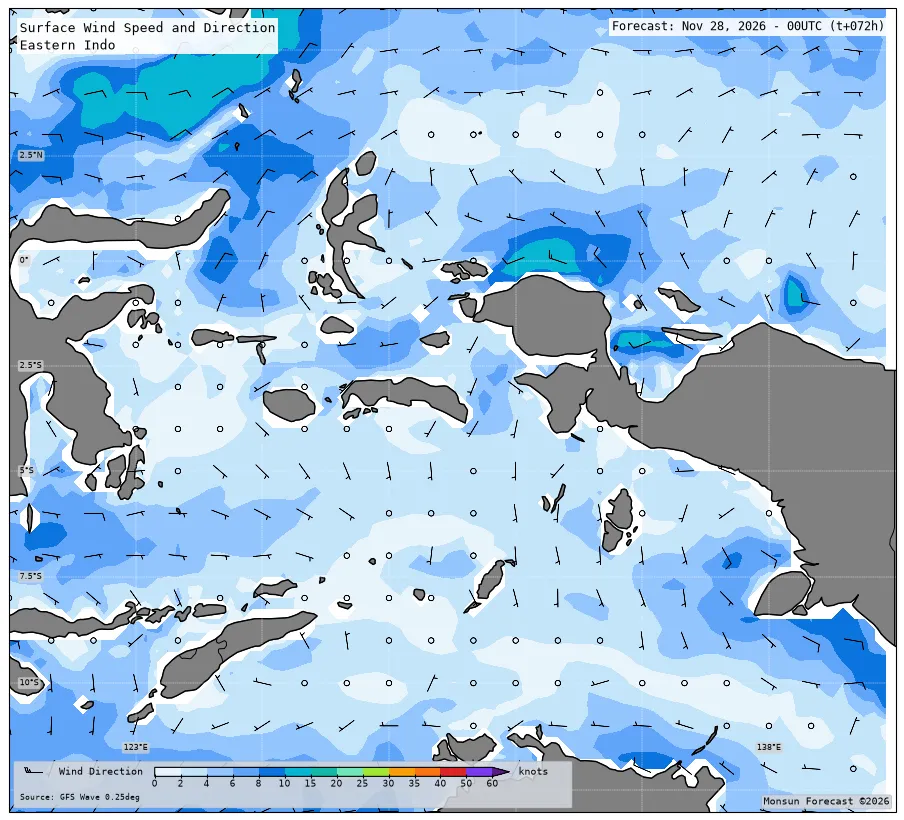 Surface Wind Speed and Direction
Eastern Indo
Forecast: Nov 28, 2026 - 00UTC (t+072h)
2.5°N
0°
2.5°S
5°S
7.5°S
10°S
123°E
138°E
Wind Direction
knots
0 2 4 6 8 10 15 20 25 30 35 40 50 60
Source: GFS Wave 0.25deg
Monsun Forecast ©2026